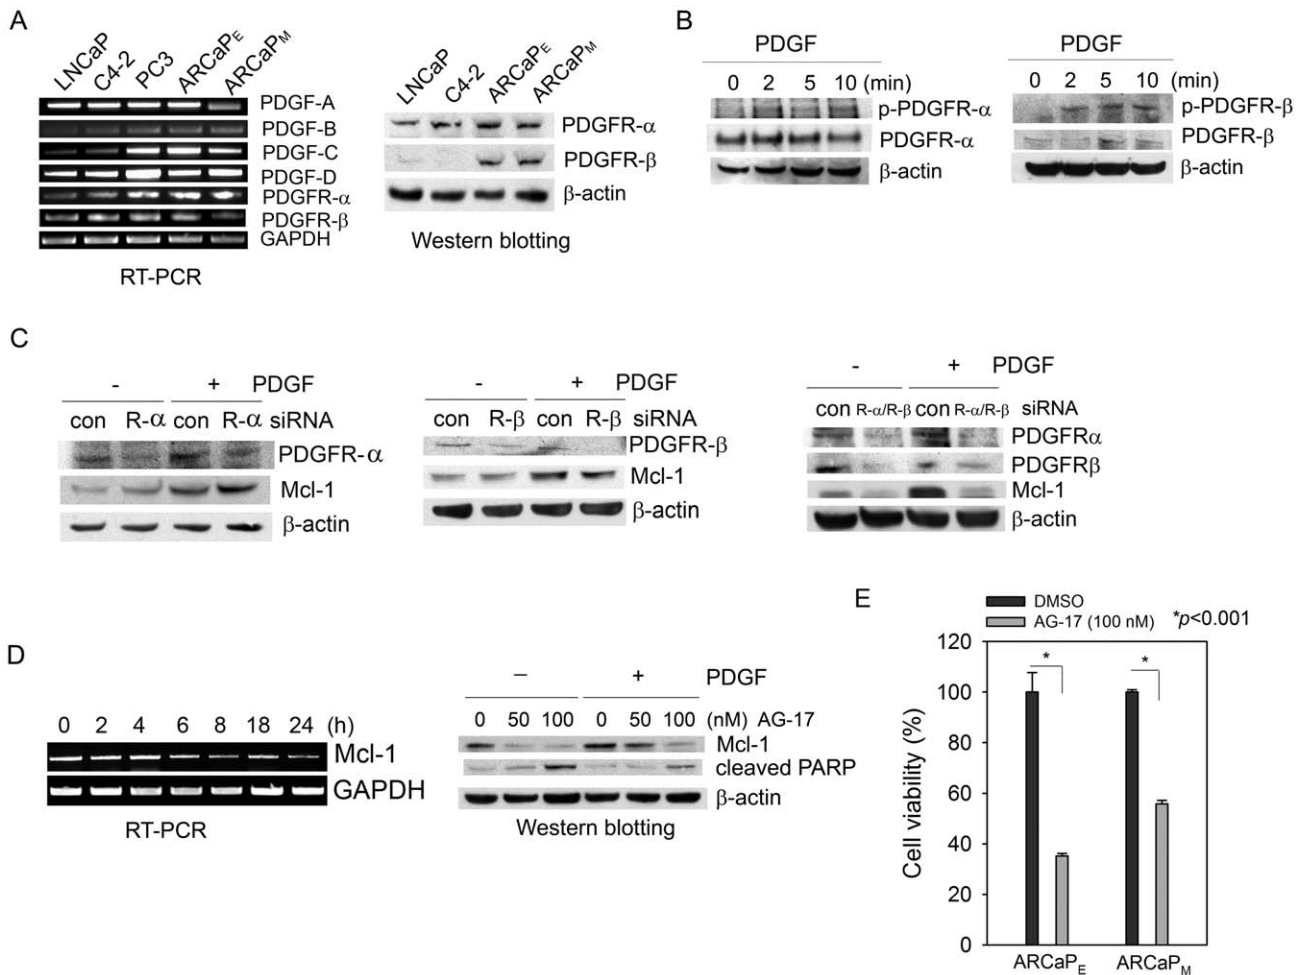 A
LNCaP C4-2 PC3 ARCaPE ARCaPM
PDGF-A
PDGF-B
PDGF-C
PDGF-D
PDGFR-α
PDGFR-β
GAPDH
RT-PCR
LNCaP C4-2 ARCaPE ARCaPM
PDGFR-α
PDGFR-β
β-actin
Western blotting
B
PDGF
0 2 5 10 (min)
p-PDGFR-α
PDGFR-α
β-actin
PDGF
0 2 5 10 (min)
p-PDGFR-β
PDGFR-β
β-actin
C
- + PDGF
con R-α con R-α siRNA
PDGFR-α
Mcl-1
β-actin
- + PDGF
con R-β con R-β siRNA
PDGFR-β
Mcl-1
β-actin
- + PDGF
con R-α/R-β con R-α/R-β siRNA
PDGFRα
PDGFRβ
Mcl-1
β-actin
D
0 2 4 6 8 18 24 (h)
Mcl-1
GAPDH
RT-PCR
– + PDGF
0 50 100 0 50 100 (nM) AG-17
Mcl-1
cleaved PARP
β-actin
Western blotting
E
DMSO
AG-17 (100 nM)
*p<0.001
Cell viability (%)
120
100
80
60
40
20
0
* *
ARCaPE ARCaPM